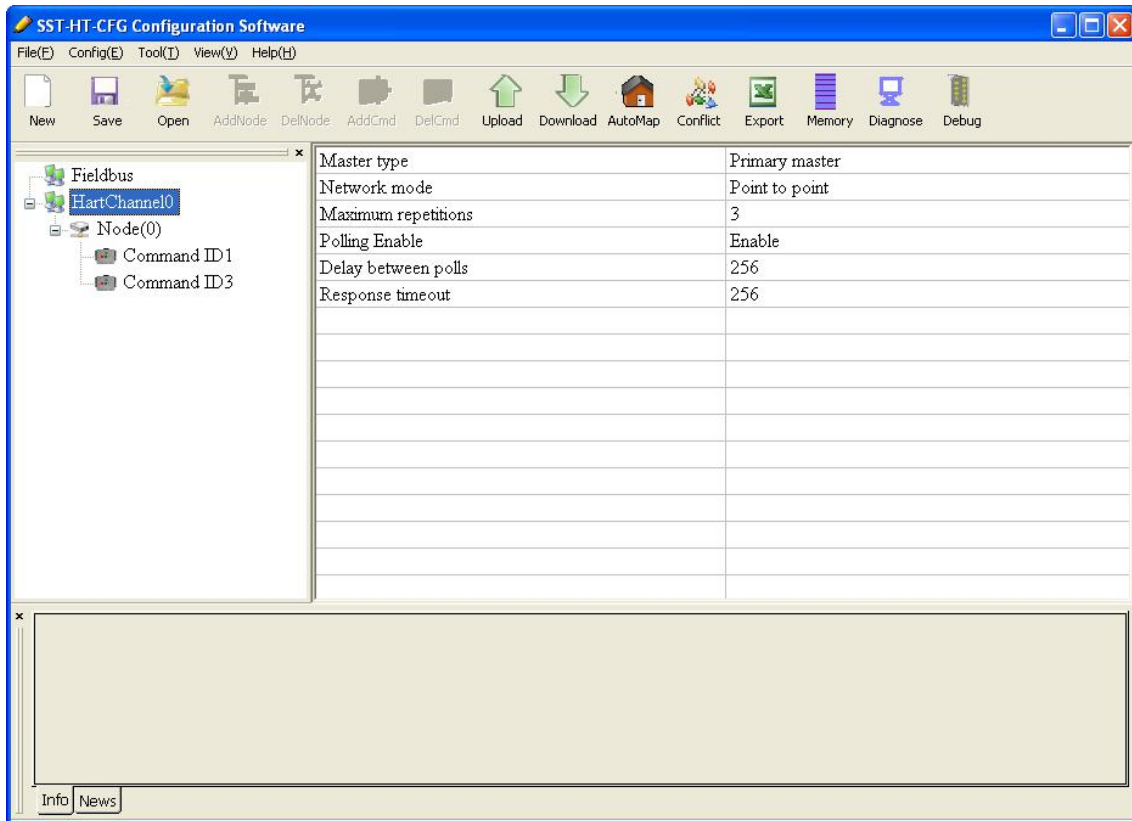 SST-HT-CFG Configuration Software
File(F) Config(E) Tool(T) View(V) Help(H)
New Save Open AddNode DelNode AddCmd DelCmd Upload Download AutoMap Conflict Export Memory Diagnose Debug
Fieldbus
HartChannel0
Node(0)
Command ID1
Command ID3
Master type Primary master
Network mode Point to point
Maximum repetitions 3
Polling Enable Enable
Delay between polls 256
Response timeout 256
Info News